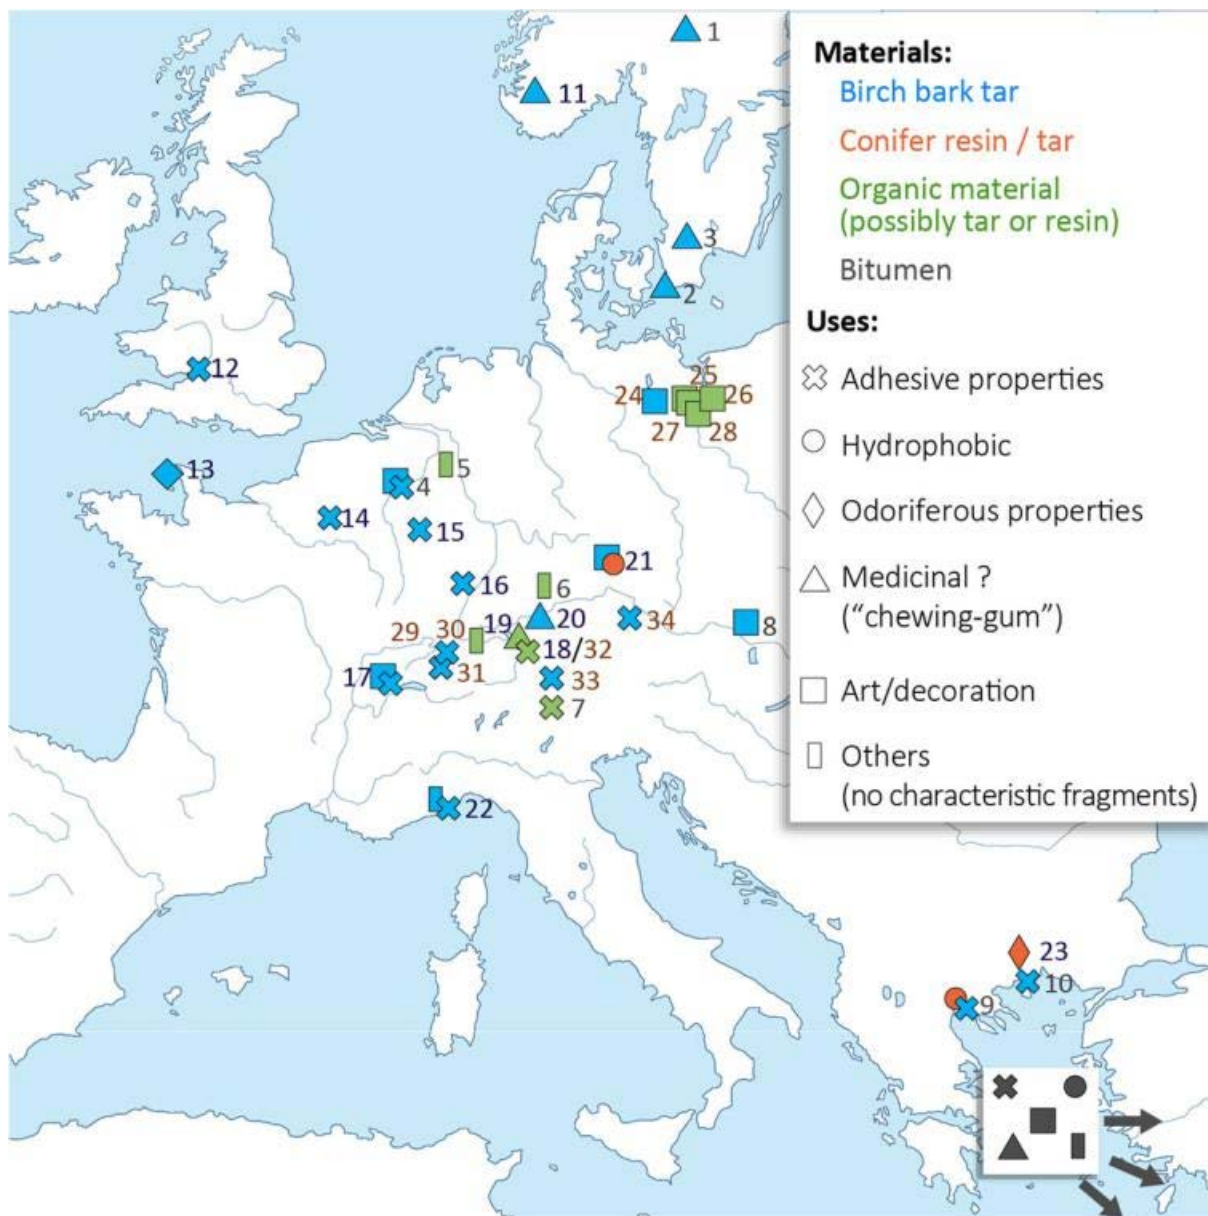 Materials:
Birch bark tar
Conifer resin / tar
Organic material
(possibly tar or resin)
Bitumen
Uses:
Adhesive properties
Hydrophobic
Odoriferous properties
Medicinal ?
("chewing-gum")
Art/decoration
Others
(no characteristic fragments)
1
11
3
2
12
25
24
26
27
28
5
13
4
14
15
21
16
6
19
20
34
8
29
30
18/32
17
31
33
7
22
23
10
9